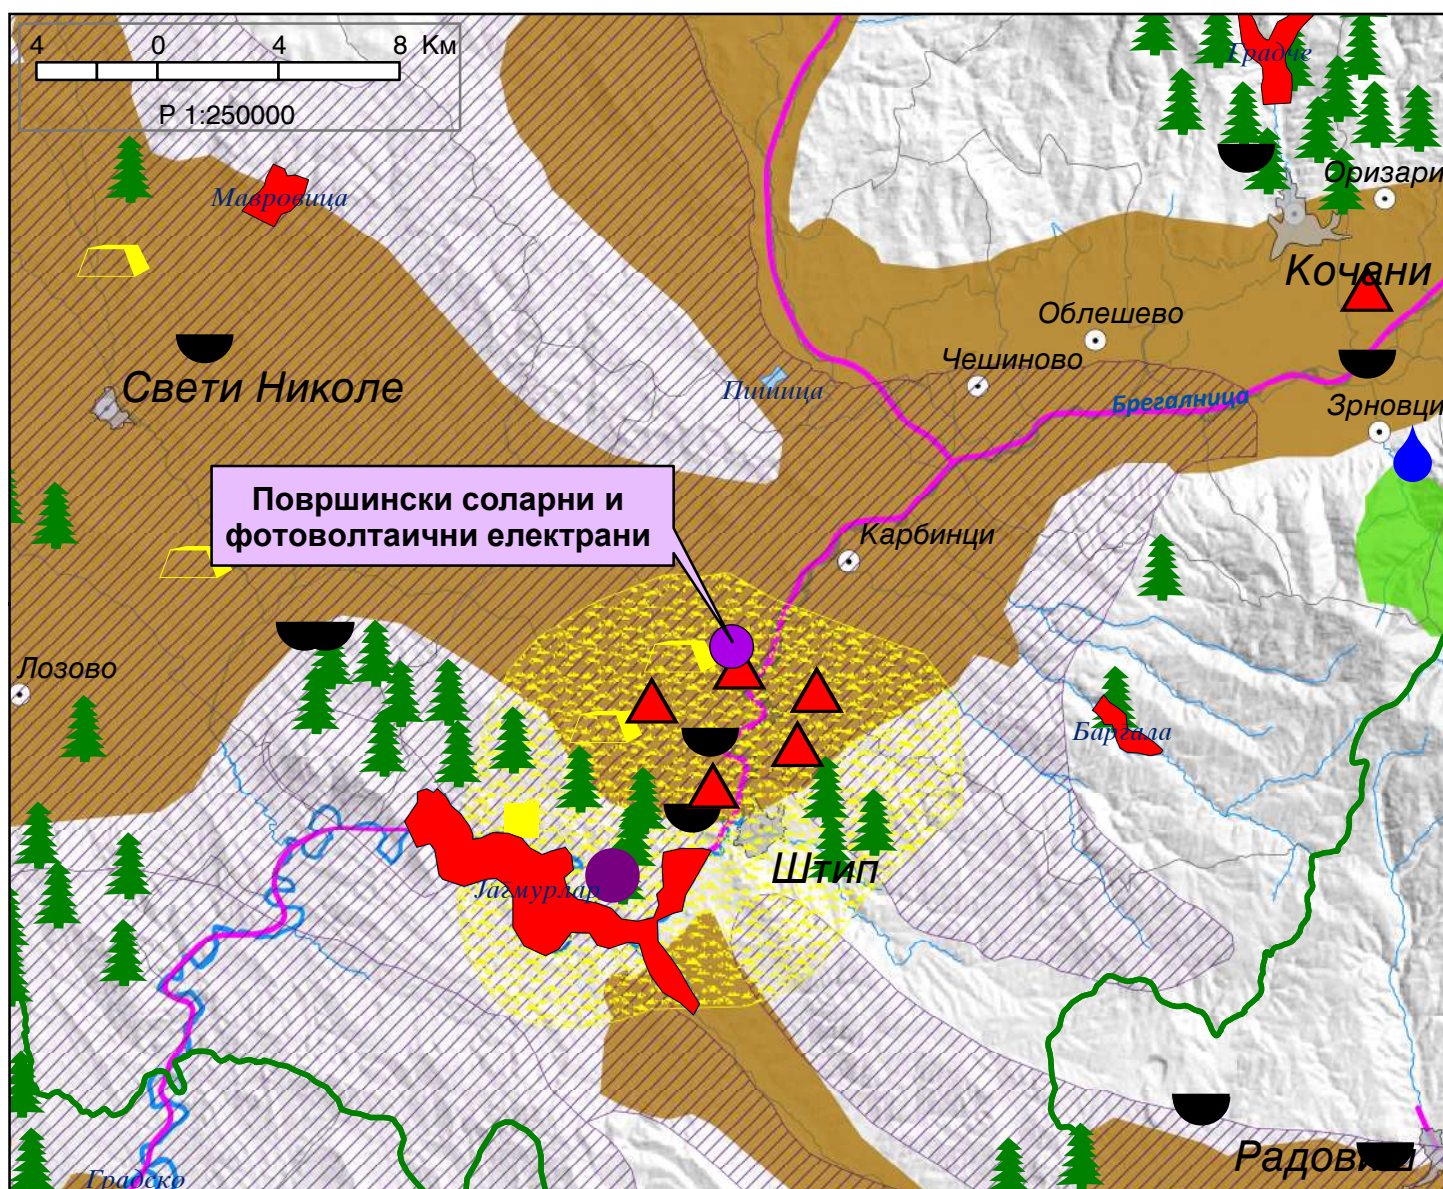 4 0 4 8 Км
Р 1:250000
Градче
Мавровица
Оризари
Кочани
Облешево
Чешиново
Пишица
Свети Николе
Брегалница
Зрновци
Површински соларни и
фотоволтаични електрани
Карбинци
Лозово
Баргала
Штип
Јагмурлар
Радовиш
Градско